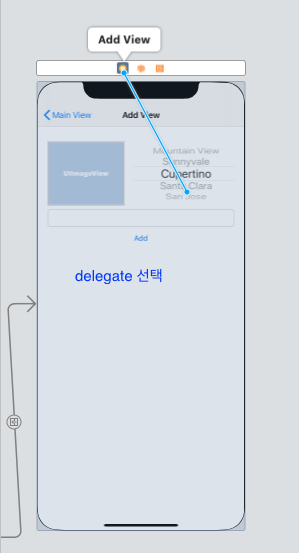 Add View
Main View
Add View
UIImageView
Mountain View
Sunnyvale
Cupertino
Santa Clara
San Jose
Add
delegate 선택